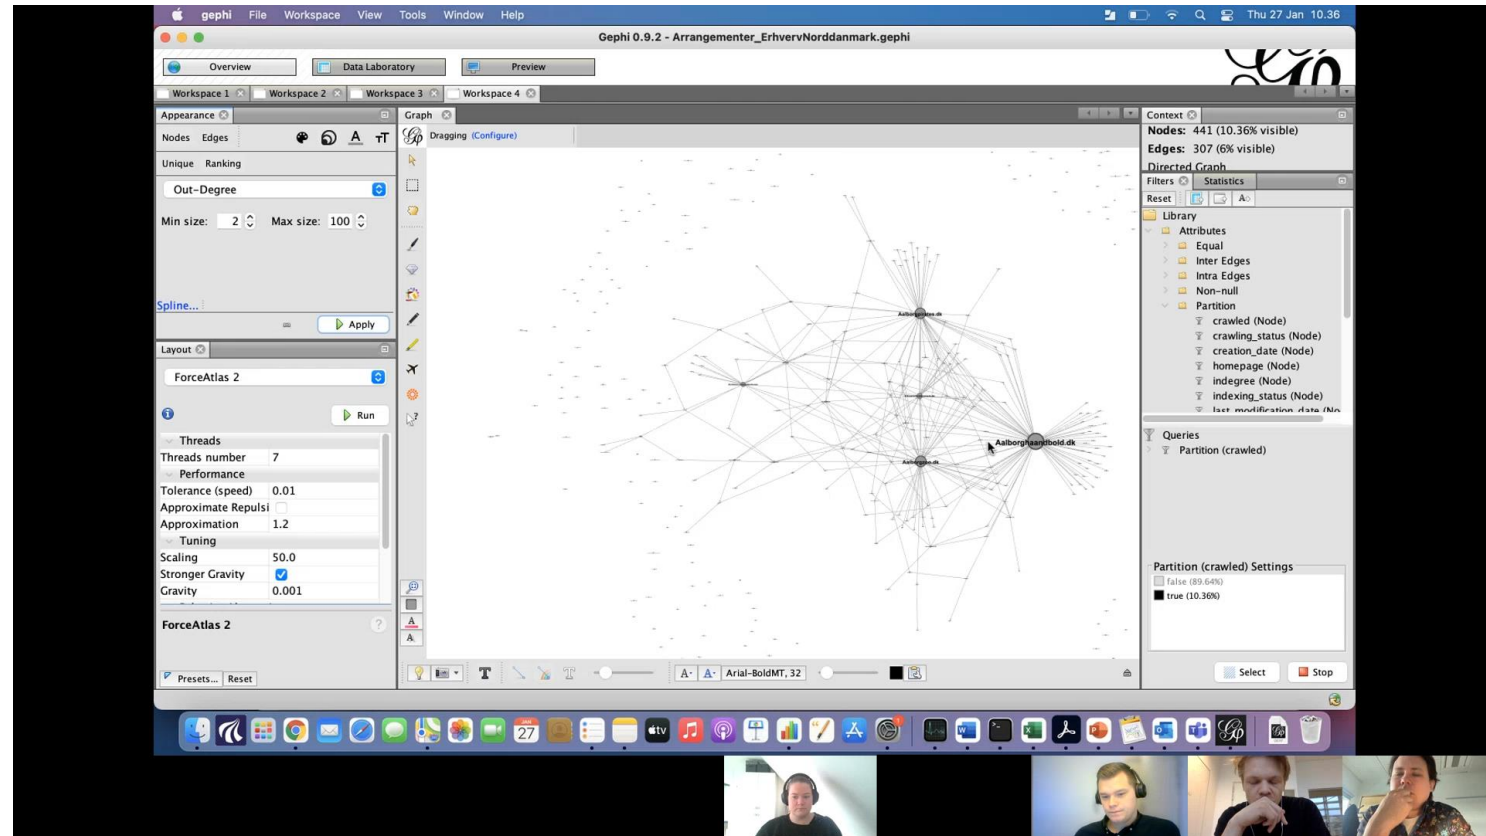 gephi File Workspace View Tools Window Help Thu 27 Jan 10.36
Gephi 0.9.2 - Arrangementer_ErhvervNorddanmark.gephi
Overview Data Laboratory Preview
Workspace 1 Workspace 2 Workspace 3 Workspace 4
Appearance
Nodes Edges
Unique Ranking
Out-Degree
Min size: 2 Max size: 100
Spline...
Apply
Layout
ForceAtlas 2
Run
Threads
Threads number 7
Performance
Tolerance (speed) 0.01
Approximate Repulsi
Approximation 1.2
Tuning
Scaling 50.0
Stronger Gravity
Gravity 0.001
ForceAtlas 2
Presets... Reset
Graph
Dragging (Configure)
Aalborgpirates.dk
Aalborghaandbold.dk
Arial-BoldMT, 32
Context
Nodes: 441 (10.36% visible)
Edges: 307 (6% visible)
Directed Graph
Filters Statistics
Reset
Library
Attributes
Equal
Inter Edges
Intra Edges
Non-null
Partition
crawled (Node)
crawling_status (Node)
creation_date (Node)
homepage (Node)
indegree (Node)
indexing_status (Node)
last_modification_date (No
Queries
Partition (crawled)
Partition (crawled) Settings
false (89.64%)
true (10.36%)
Select Stop
JAN
27
tv